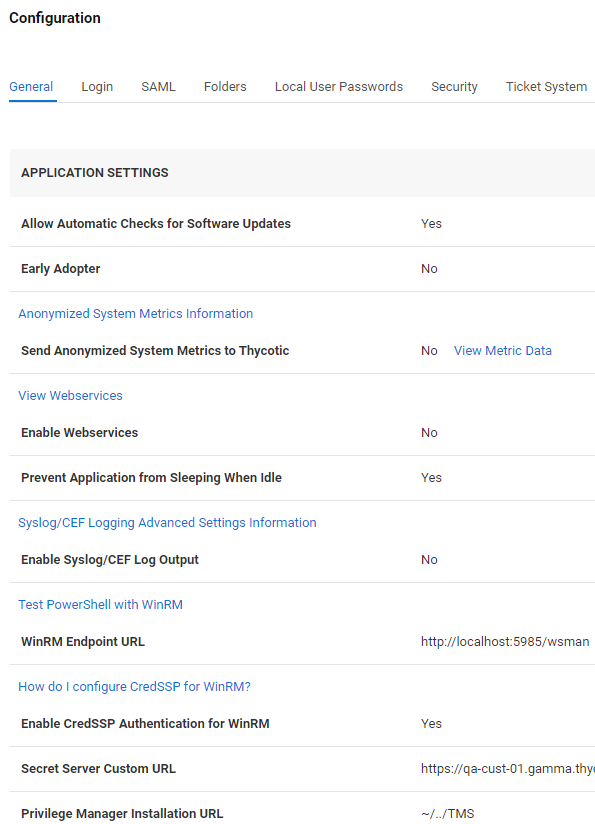 Configuration
General Login SAML Folders Local User Passwords Security Ticket System
APPLICATION SETTINGS
Allow Automatic Checks for Software Updates Yes
Early Adopter No
Anonymized System Metrics Information
Send Anonymized System Metrics to Thycotic No View Metric Data
View Webservices
Enable Webservices No
Prevent Application from Sleeping When Idle Yes
Syslog/CEF Logging Advanced Settings Information
Enable Syslog/CEF Log Output No
Test PowerShell with WinRM
WinRM Endpoint URL http://localhost:5985/wsman
How do I configure CredSSP for WinRM?
Enable CredSSP Authentication for WinRM Yes
Secret Server Custom URL https://qa-cust-01.gamma.thyc
Privilege Manager Installation URL ~/../TMS